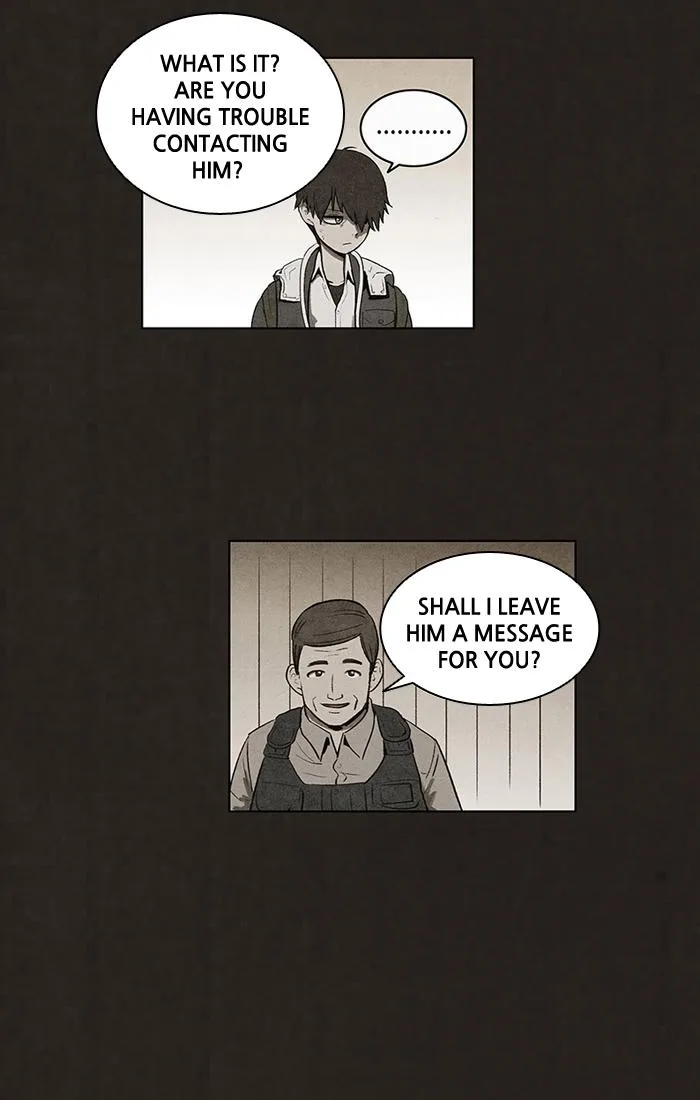 WHAT IS IT?
ARE YOU
HAVING TROUBLE
CONTACTING
HIM?
...........
SHALL I LEAVE
HIM A MESSAGE
FOR YOU?